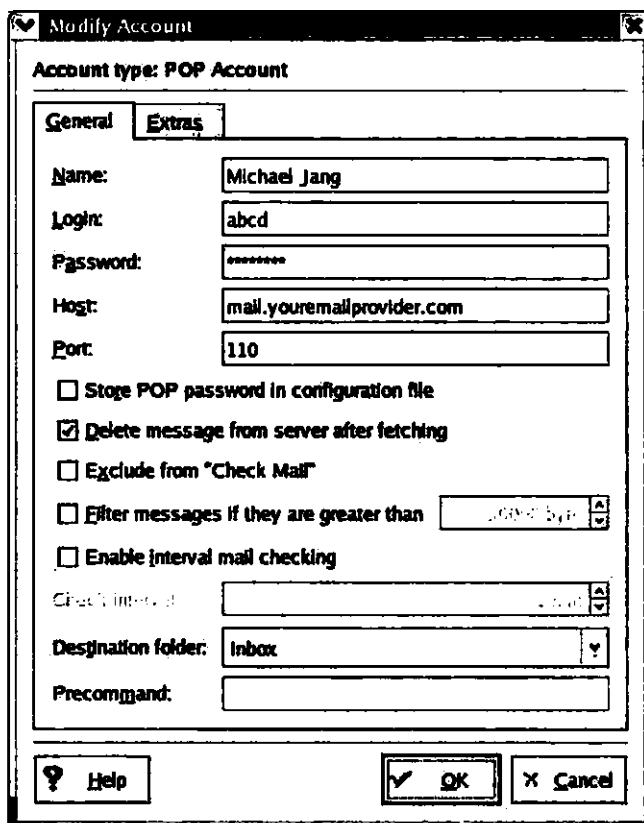 Modify Account
Account type: POP Account
General Extras
Name: Michael Jang
Login: abcd
Password: ********
Host: mail.youremailprovider.com
Port: 110
Store POP password in configuration file
Delete message from server after fetching
Exclude from "Check Mail"
Filter messages if they are greater than
Enable interval mail checking
Check interval
Destination folder: Inbox
Precommand:
Help OK Cancel